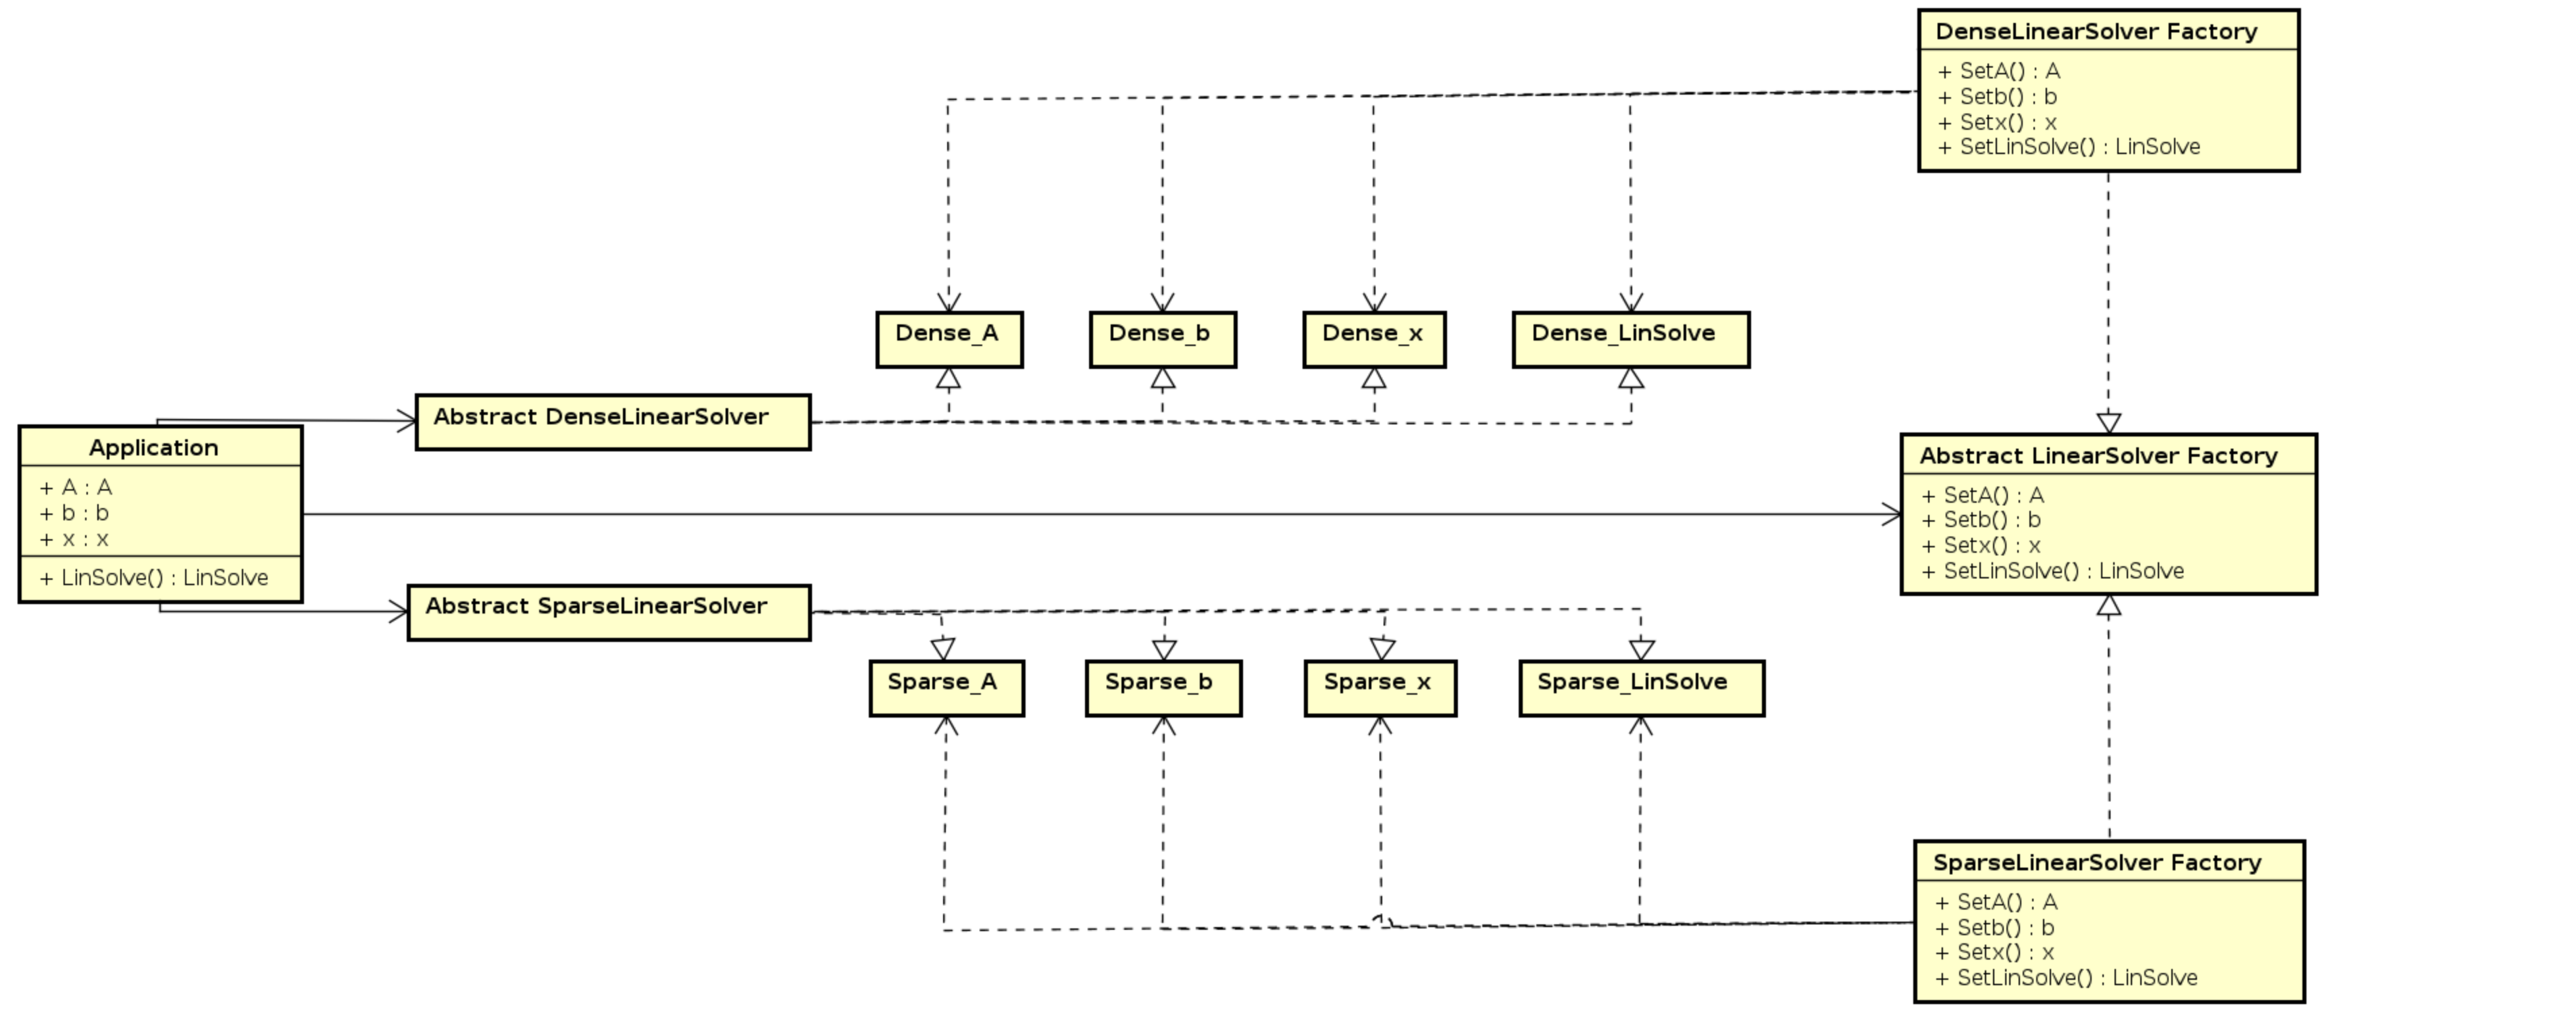 DenseLinearSolver Factory
+ SetA() : A
+ Setb() : b
+ Setx() : x
+ SetLinSolve() : LinSolve
Dense_A
Dense_b
Dense_x
Dense_LinSolve
Abstract DenseLinearSolver
Application
+ A : A
+ b : b
+ x : x
+ LinSolve() : LinSolve
Abstract LinearSolver Factory
+ SetA() : A
+ Setb() : b
+ Setx() : x
+ SetLinSolve() : LinSolve
Abstract SparseLinearSolver
Sparse_A
Sparse_b
Sparse_x
Sparse_LinSolve
SparseLinearSolver Factory
+ SetA() : A
+ Setb() : b
+ Setx() : x
+ SetLinSolve() : LinSolve